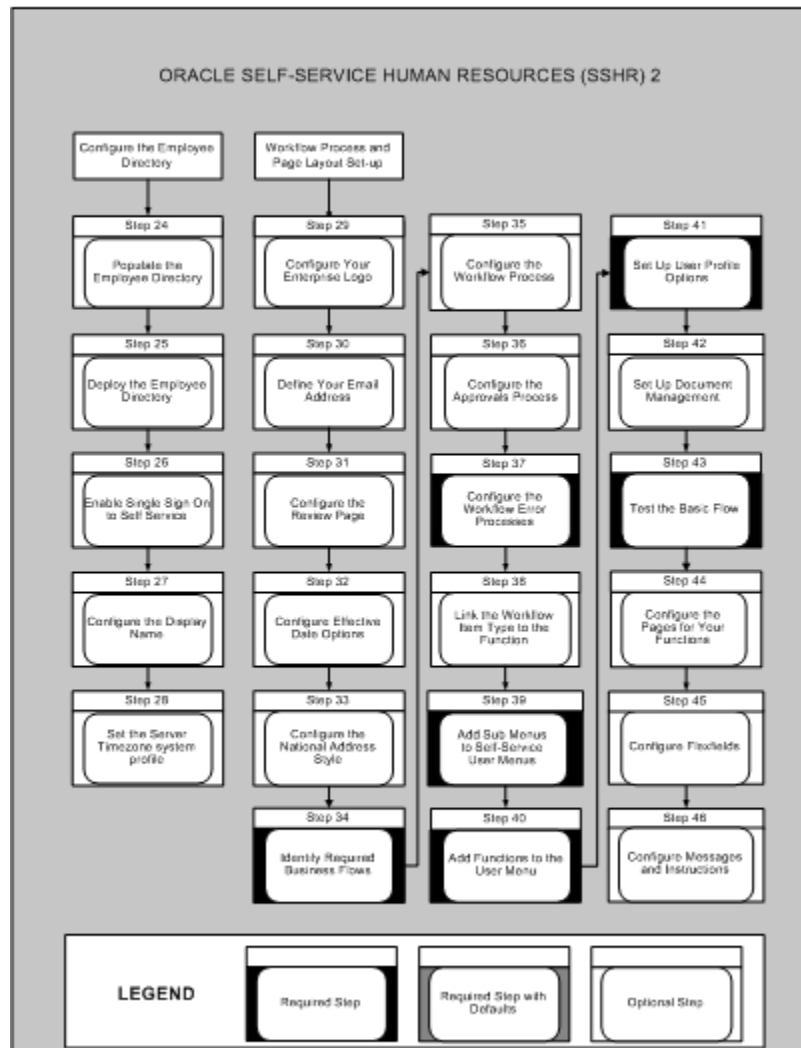 ORACLE SELF-SERVICE HUMAN RESOURCES (SSHR) 2
Configure the Employee
Directory
Step 24
Populate the
Employee Directory
Step 25
Deploy the Employee
Directory
Step 26
Enable Single Sign On
to Self Service
Step 27
Configure the Display
Name
Step 28
Set the Server
Timezone system
profile
Workflow Process and
Page Layout Set-up
Step 29
Configure Your
Enterprise Logo
Step 30
Define Your Email
Address
Step 31
Configure the
Review Page
Step 32
Configure Effective
Date Options
Step 33
Configure the
National Address
Style
Step 34
Identify Required
Business Flows
Step 35
Configure the
Workflow Process
Step 36
Configure the
Approvals Process
Step 37
Configure the
Workflow Error
Processes
Step 38
Link the Workflow
Item Type to the
Function
Step 39
Add Sub Menus
to Self-Service
User Menus
Step 40
Add Functions to the
User Menu
Step 41
Set Up User Profile
Options
Step 42
Set Up Document
Management
Step 43
Test the Basic Flow
Step 44
Configure the
Pages for Your
Functions
Step 45
Configure Flexfields
Step 46
Configure Messages
and Instructions
LEGEND
Required Step
Required Step with
Defaults
Optional Step